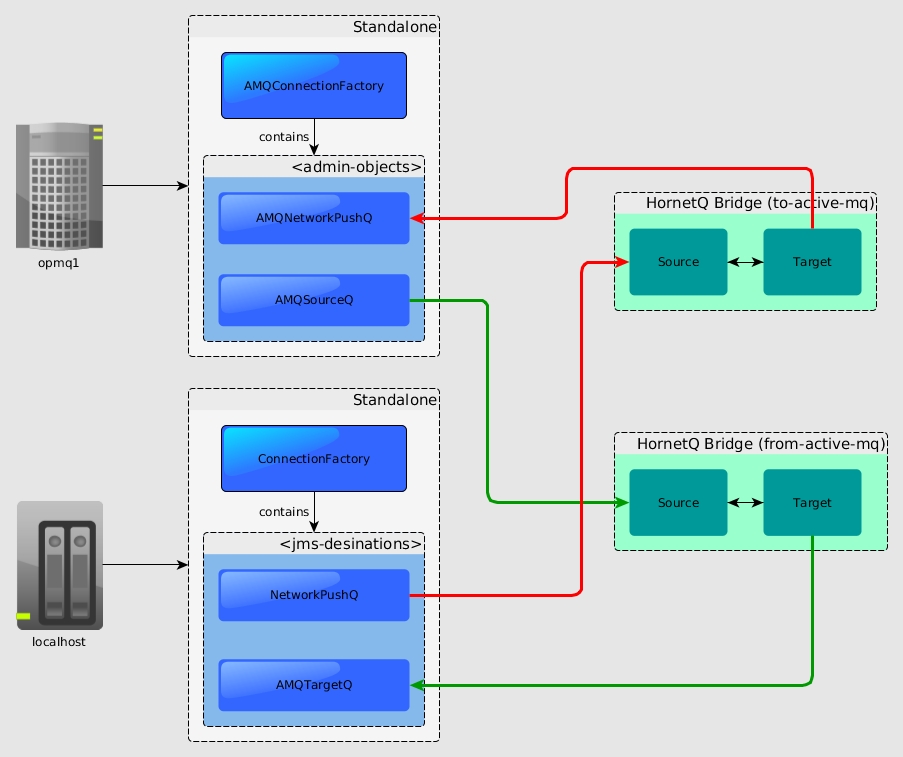 Standalone
AMQConnectionFactory
contains
<admin-objects>
AMQNetworkPushQ
AMQSourceQ
opmq1
HornetQ Bridge (to-active-mq)
Source
Target
Standalone
ConnectionFactory
contains
<jms-desinations>
NetworkPushQ
AMQTargetQ
localhost
HornetQ Bridge (from-active-mq)
Source
Target